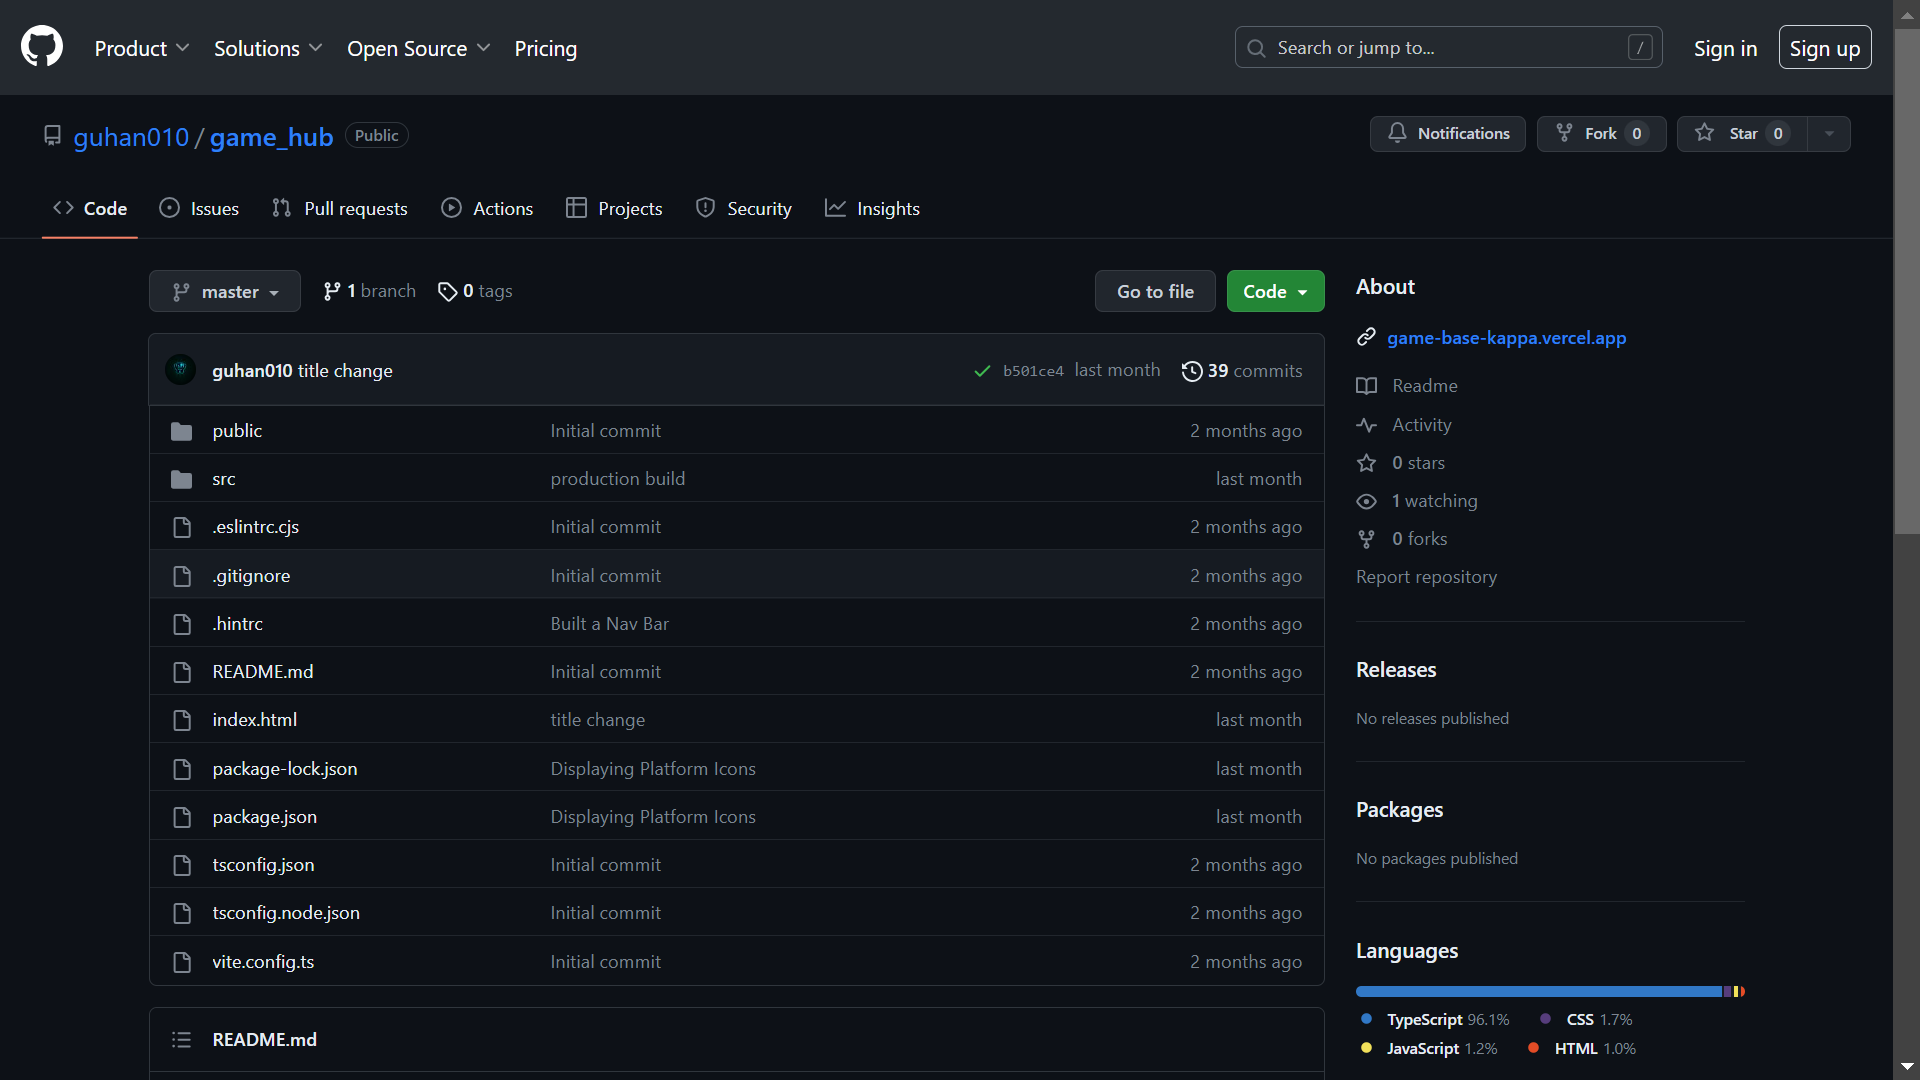 Product Solutions Open Source Pricing Search or jump to... / Sign in Sign up
guhan010 / game_hub Public Notifications Fork 0 Star 0
Code Issues Pull requests Actions Projects Security Insights
master 1 branch 0 tags Go to file Code
guhan010 title change b501ce4 last month 39 commits
public Initial commit 2 months ago
src production build last month
.eslintrc.cjs Initial commit 2 months ago
.gitignore Initial commit 2 months ago
.hintrc Built a Nav Bar 2 months ago
README.md Initial commit 2 months ago
index.html title change last month
package-lock.json Displaying Platform Icons last month
package.json Displaying Platform Icons last month
tsconfig.json Initial commit 2 months ago
tsconfig.node.json Initial commit 2 months ago
vite.config.ts Initial commit 2 months ago
README.md
About
game-base-kappa.vercel.app
Readme
Activity
0 stars
1 watching
0 forks
Report repository
Releases
No releases published
Packages
No packages published
Languages
TypeScript 96.1% CSS 1.7%
JavaScript 1.2% HTML 1.0%